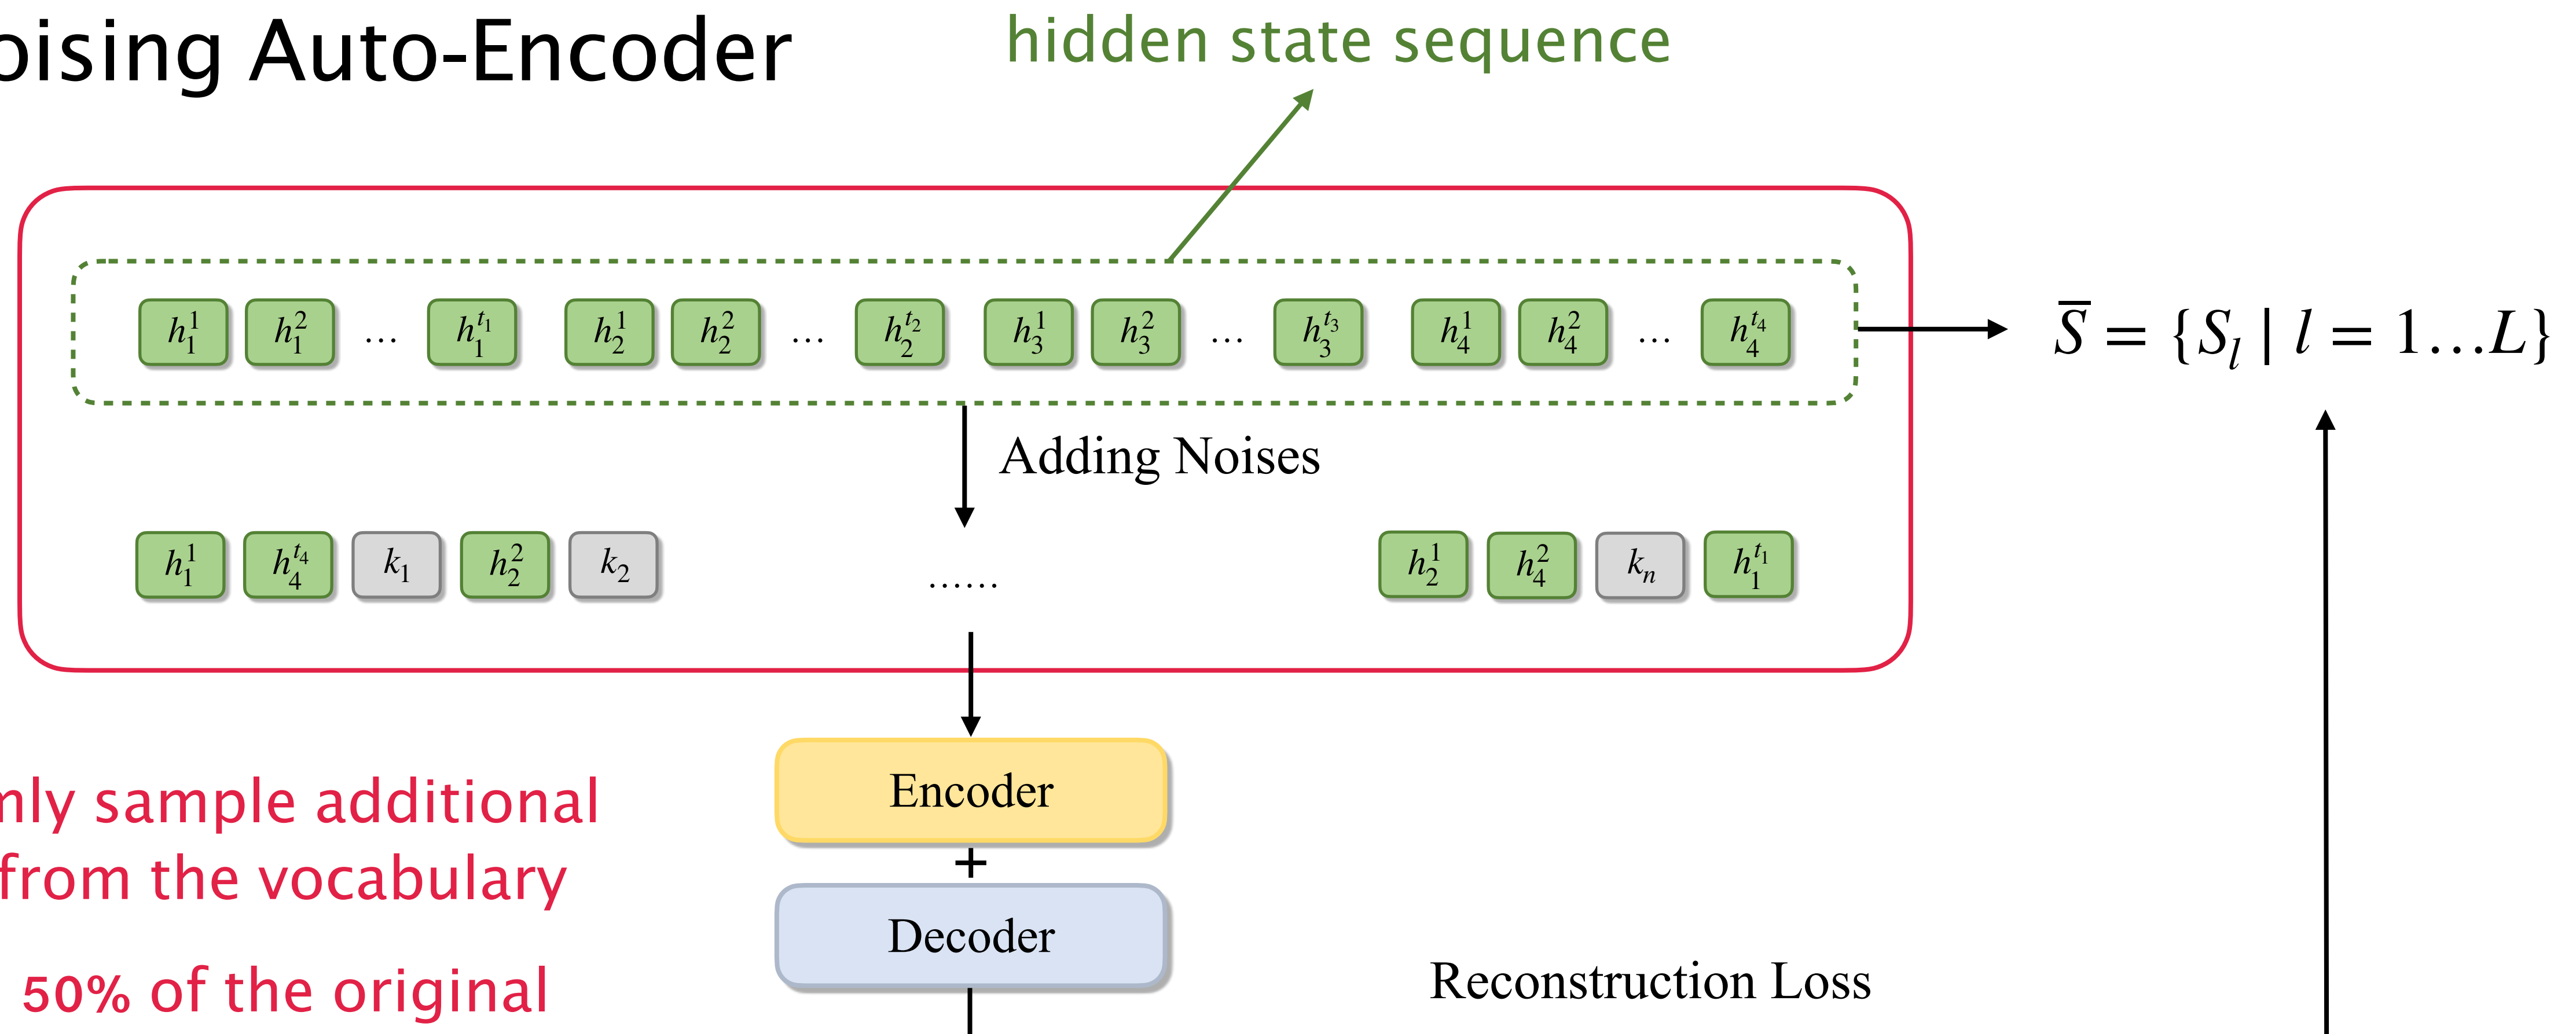 oising Auto-Encoder
hidden state sequence
h_1^1 h_1^2 … h_1^{t_1} h_2^1 h_2^2 … h_2^{t_2} h_3^1 h_3^2 … h_3^{t_3} h_4^1 h_4^2 … h_4^{t_4}
S̅ = {S_l | l = 1…L}
Adding Noises
h_1^1 h_4^{t_4} k_1 h_2^2 k_2 …… h_2^1 h_4^2 k_n h_1^{t_1}
Encoder
+
Decoder
mly sample additional
from the vocabulary
50% of the original
Reconstruction Loss